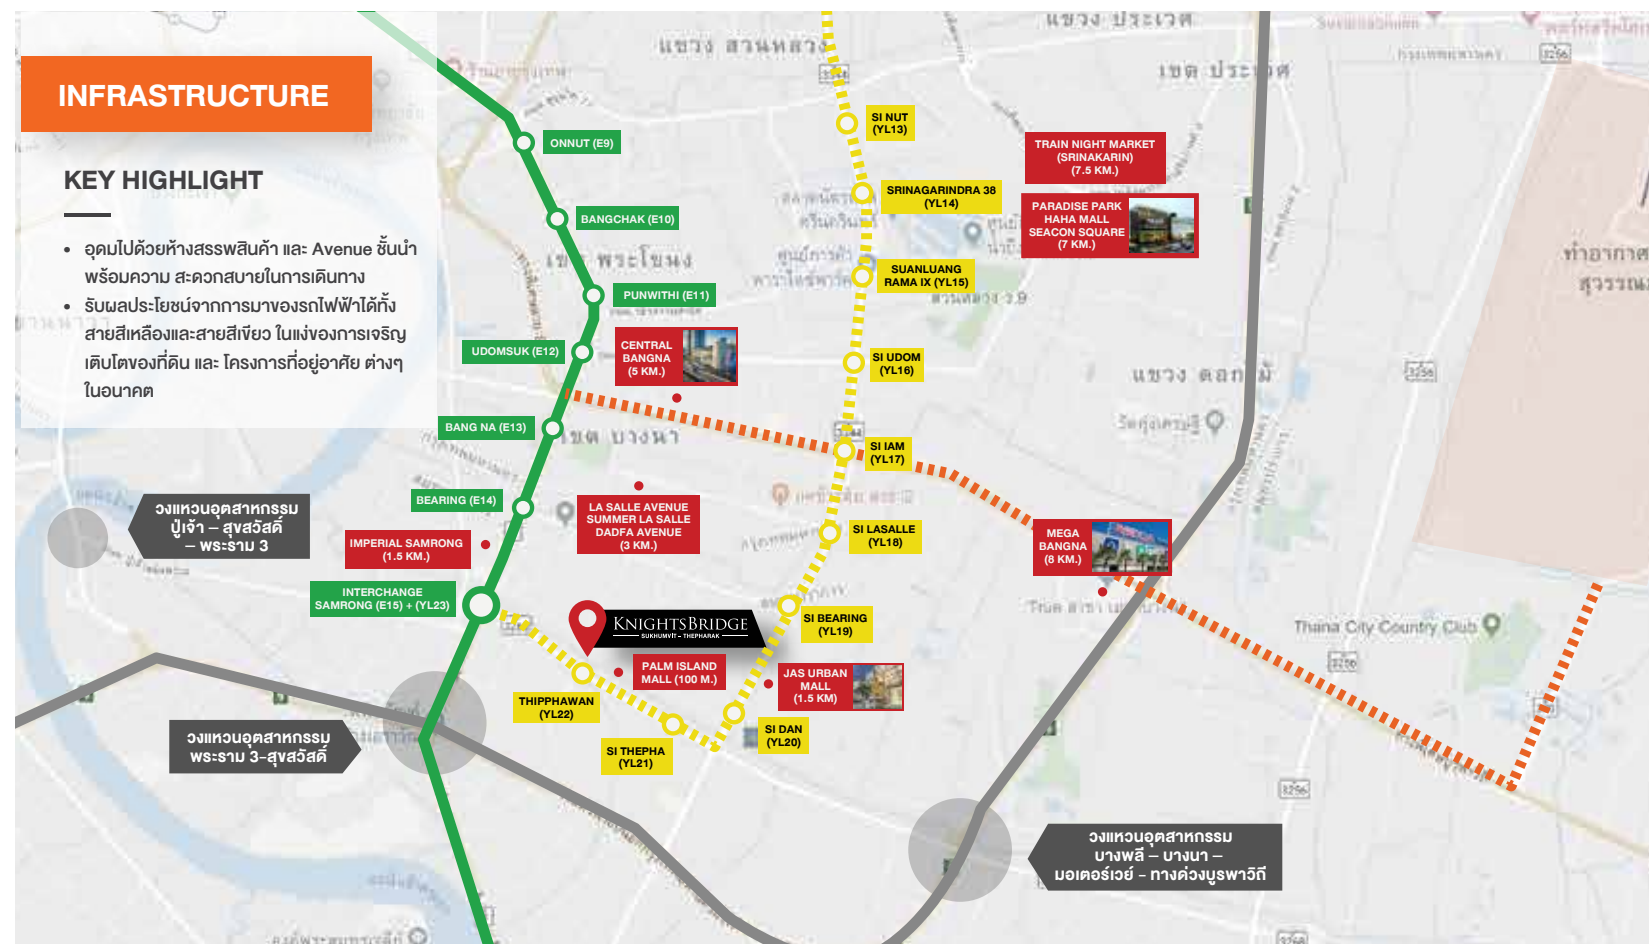 INFRASTRUCTURE
KEY HIGHLIGHT
• อุดมไปด้วยห้างสรรพสินค้า และ Avenue ชั้นนำ
พร้อมความ สะดวกสบายในการเดินทาง
• รับผลประโยชน์จากการมาของรถไฟฟ้าได้ทั้ง
สายสีเหลืองและสายสีเขียว ในแง่ของการเจริญ
เติบโตของที่ดิน และ โครงการที่อยู่อาศัย ต่างๆ
ในอนาคต
แขวง สวนหลวง
แขวง ประเวศ
เขต ประเวศ
3256
ONNUT (E9)
BANGCHAK (E10)
เขต พระโขนง
PUNWITHI (E11)
UDOMSUK (E12)
BANG NA (E13)
เขต บางนา
BEARING (E14)
INTERCHANGE
SAMRONG (E15) + (YL23)
SI NUT
(YL13)
SRINAGARINDRA 38
(YL14)
SUANLUANG
RAMA IX (YL15)
สวนหลวง ร.9
SI UDOM
(YL16)
SI IAM
(YL17)
SI LASALLE
(YL18)
SI BEARING
(YL19)
SI DAN
(YL20)
SI THEPHA
(YL21)
THIPPHAWAN
(YL22)
TRAIN NIGHT MARKET
(SRINAKARIN)
(7.5 KM.)
PARADISE PARK
HAHA MALL
SEACON SQUARE
(7 KM.)
CENTRAL
BANGNA
(5 KM.)
LA SALLE AVENUE
SUMMER LA SALLE
DADFA AVENUE
(3 KM.)
IMPERIAL SAMRONG
(1.5 KM.)
MEGA
BANGNA
(8 KM.)
KNIGHTSBRIDGE
SUKHUMVIT – THEPHARAK
PALM ISLAND
MALL (100 M.)
JAS URBAN
MALL
(1.5 KM)
วงแหวนอุตสาหกรรม
ปู่เจ้า – สุขสวัสดิ์
– พระราม 3
วงแหวนอุตสาหกรรม
พระราม 3-สุขสวัสดิ์
วงแหวนอุตสาหกรรม
บางพลี – บางนา –
มอเตอร์เวย์ - ทางด่วงบูรพาวิถี
Thana City Country Club
3256
3256
3256